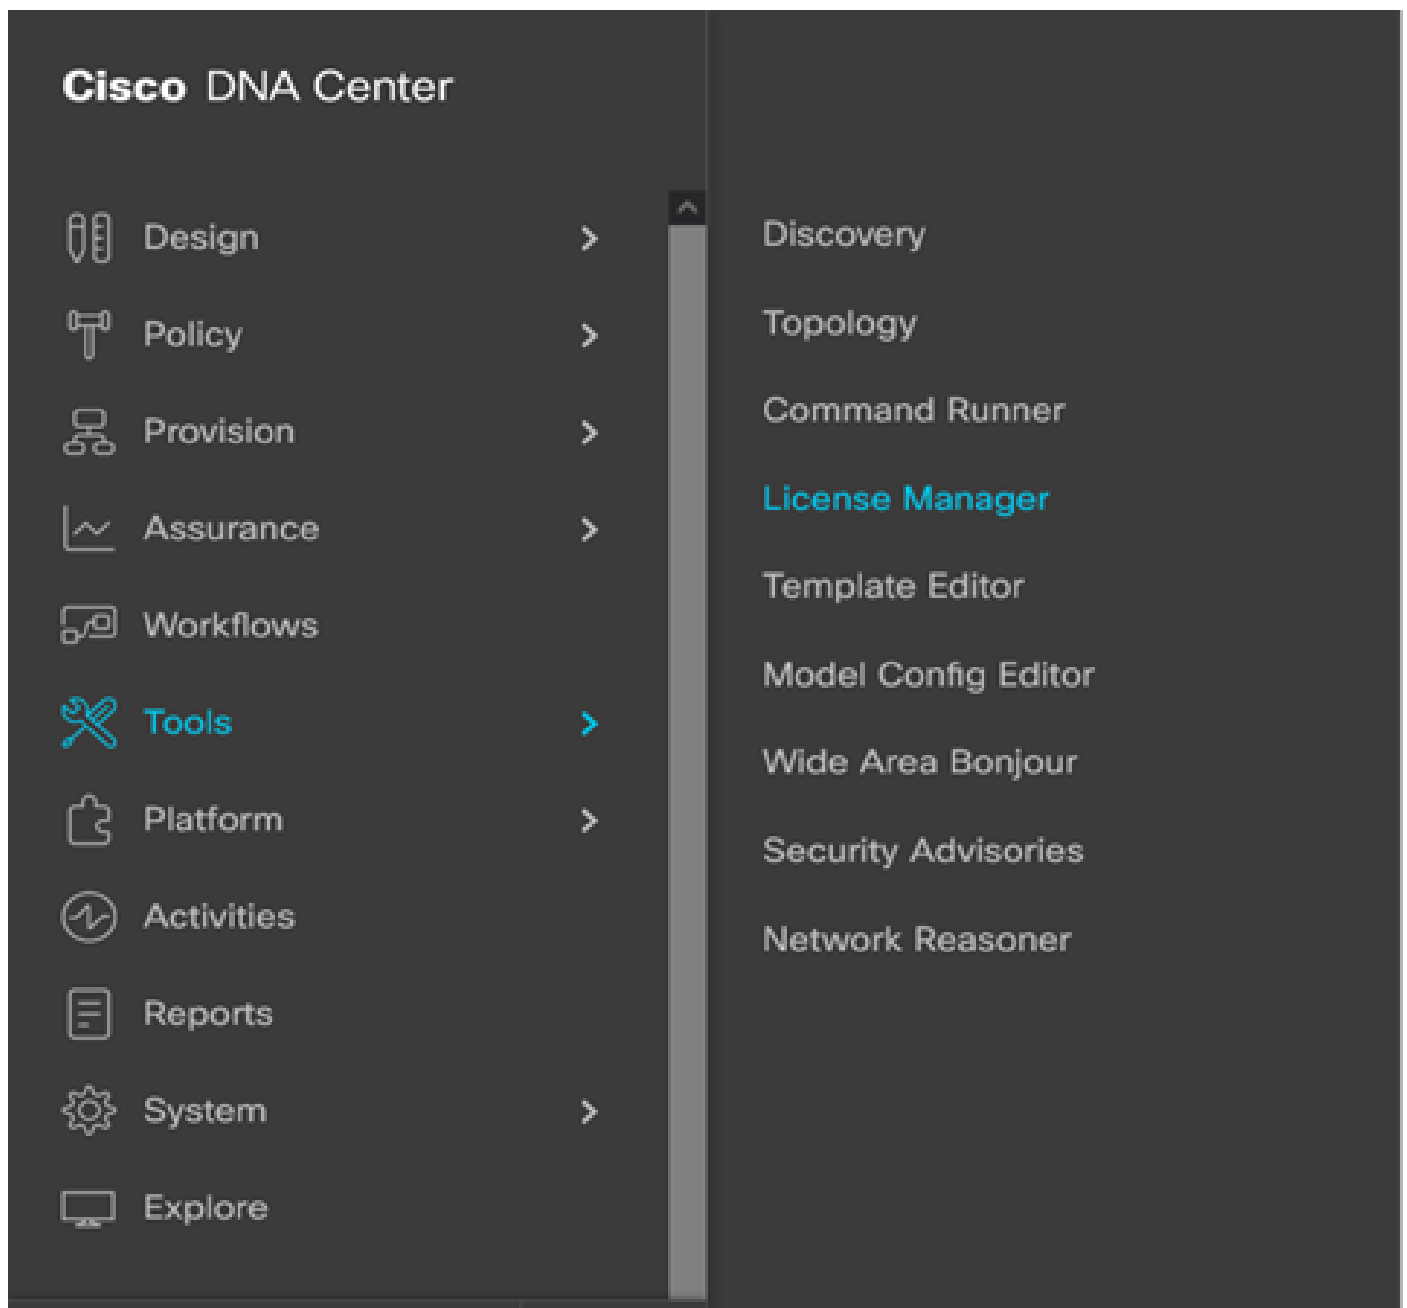 Cisco DNA Center
Design
Policy
Provision
Assurance
Workflows
Tools
Platform
Activities
Reports
System
Explore
Discovery
Topology
Command Runner
License Manager
Template Editor
Model Config Editor
Wide Area Bonjour
Security Advisories
Network Reasoner